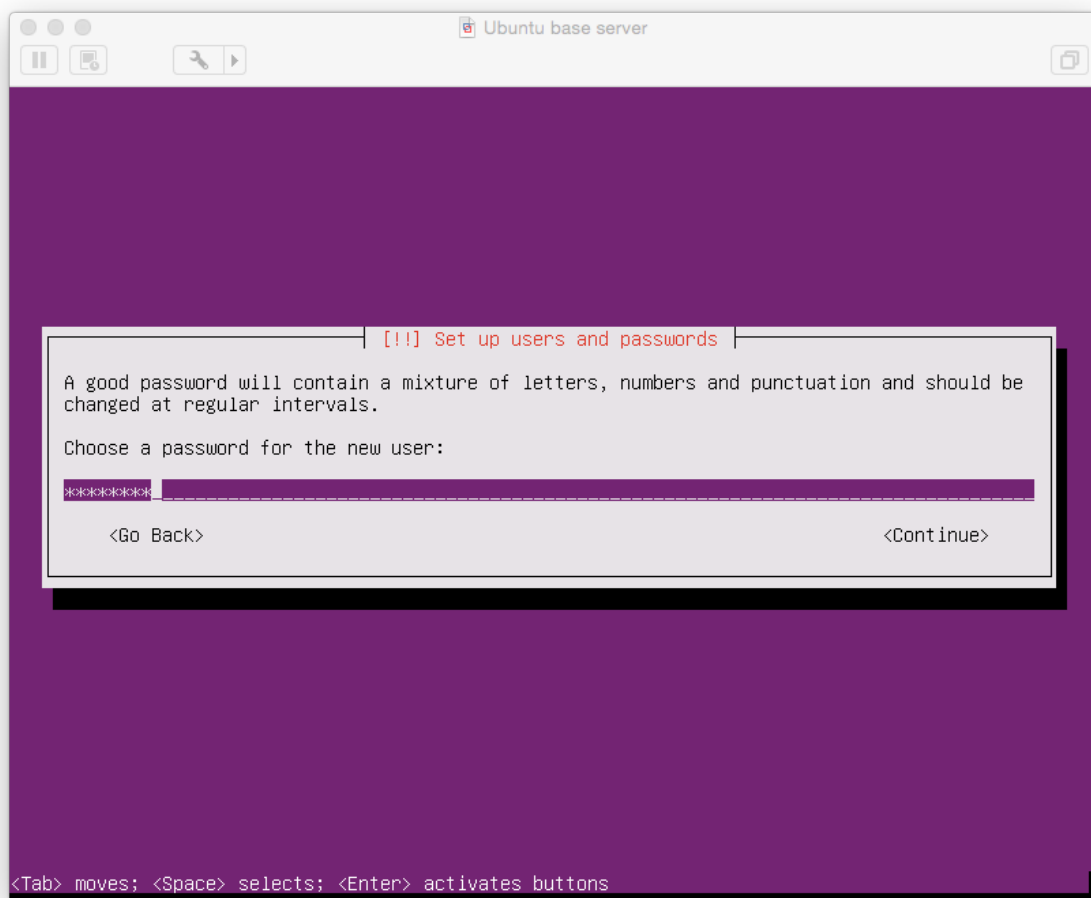 Ubuntu base server
[!!] Set up users and passwords
A good password will contain a mixture of letters, numbers and punctuation and should be
changed at regular intervals.
Choose a password for the new user:
********
<Go Back> <Continue>
<Tab> moves; <Space> selects; <Enter> activates buttons